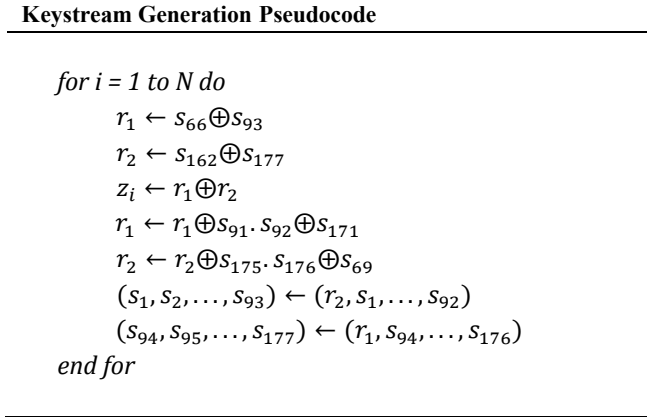 Keystream Generation Pseudocode
for i = 1 to N do
r₁ ← s₆₆⊕s₉₃
r₂ ← s₁₆₂⊕s₁₇₇
zᵢ ← r₁⊕r₂
r₁ ← r₁⊕s₉₁.s₉₂⊕s₁₇₁
r₂ ← r₂⊕s₁₇₅.s₁₇₆⊕s₆₉
(s₁,s₂,...,s₉₃) ← (r₂,s₁,...,s₉₂)
(s₉₄,s₉₅,...,s₁₇₇) ← (r₁,s₉₄,...,s₁₇₆)
end for